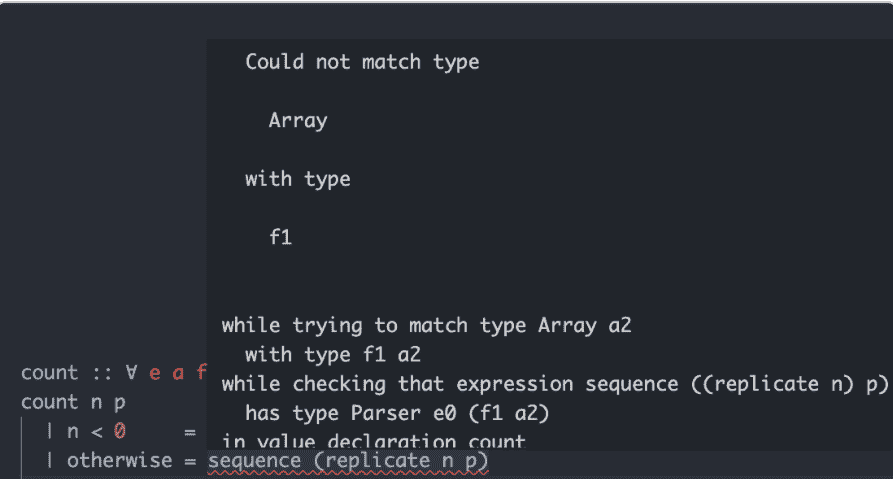 Could not match type
Array
with type
f1
while trying to match type Array a2
with type f1 a2
while checking that expression sequence ((replicate n) p)
has type Parser e0 (f1 a2)
in value declaration count
count :: ∀ e a f
count n p
| n < 0 =
| otherwise = sequence (replicate n p)